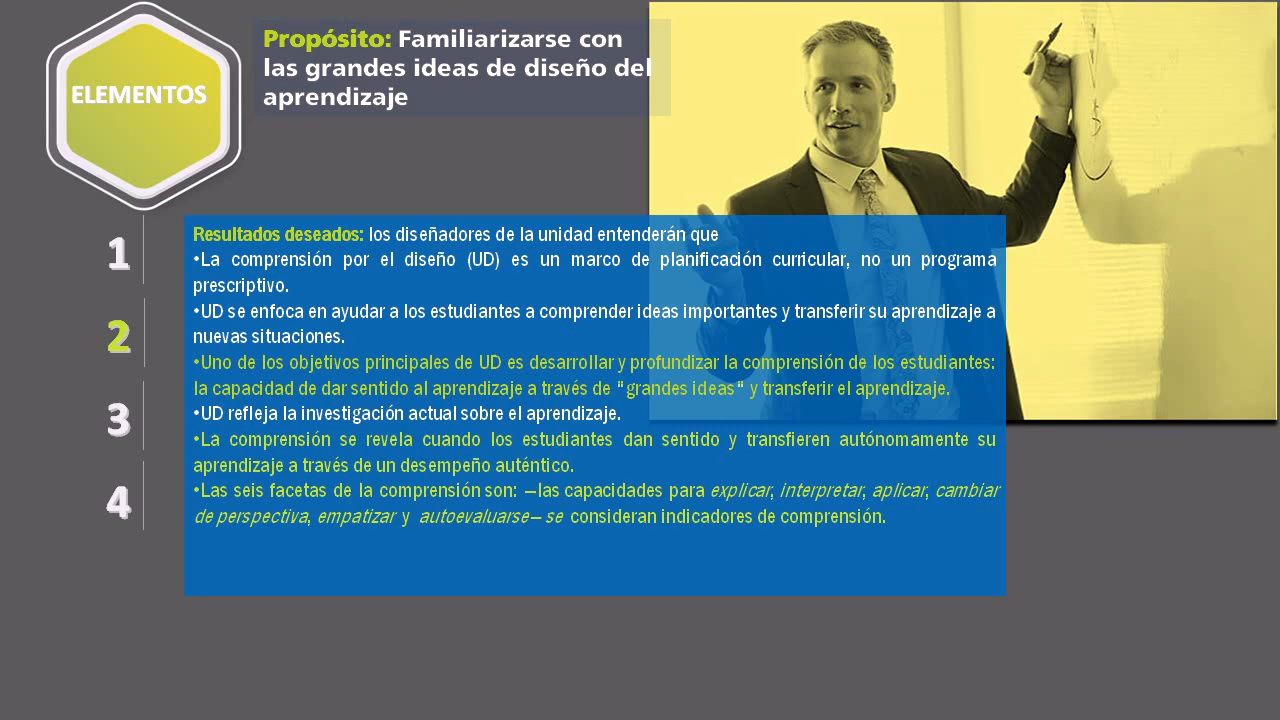 ELEMENTOS
Propósito: Familiarizarse con
las grandes ideas de diseño del
aprendizaje
1
2
3
4
Resultados deseados: los diseñadores de la unidad entenderán que
•La comprensión por el diseño (UD) es un marco de planificación curricular, no un programa
prescriptivo.
•UD se enfoca en ayudar a los estudiantes a comprender ideas importantes y transferir su aprendizaje a
nuevas situaciones.
•Uno de los objetivos principales de UD es desarrollar y profundizar la comprensión de los estudiantes:
la capacidad de dar sentido al aprendizaje a través de "grandes ideas" y transferir el aprendizaje.
•UD refleja la investigación actual sobre el aprendizaje.
•La comprensión se revela cuando los estudiantes dan sentido y transfieren autónomamente su
aprendizaje a través de un desempeño auténtico.
•Las seis facetas de la comprensión son: –las capacidades para explicar, interpretar, aplicar, cambiar
de perspectiva, empatizar y autoevaluarse– se consideran indicadores de comprensión.